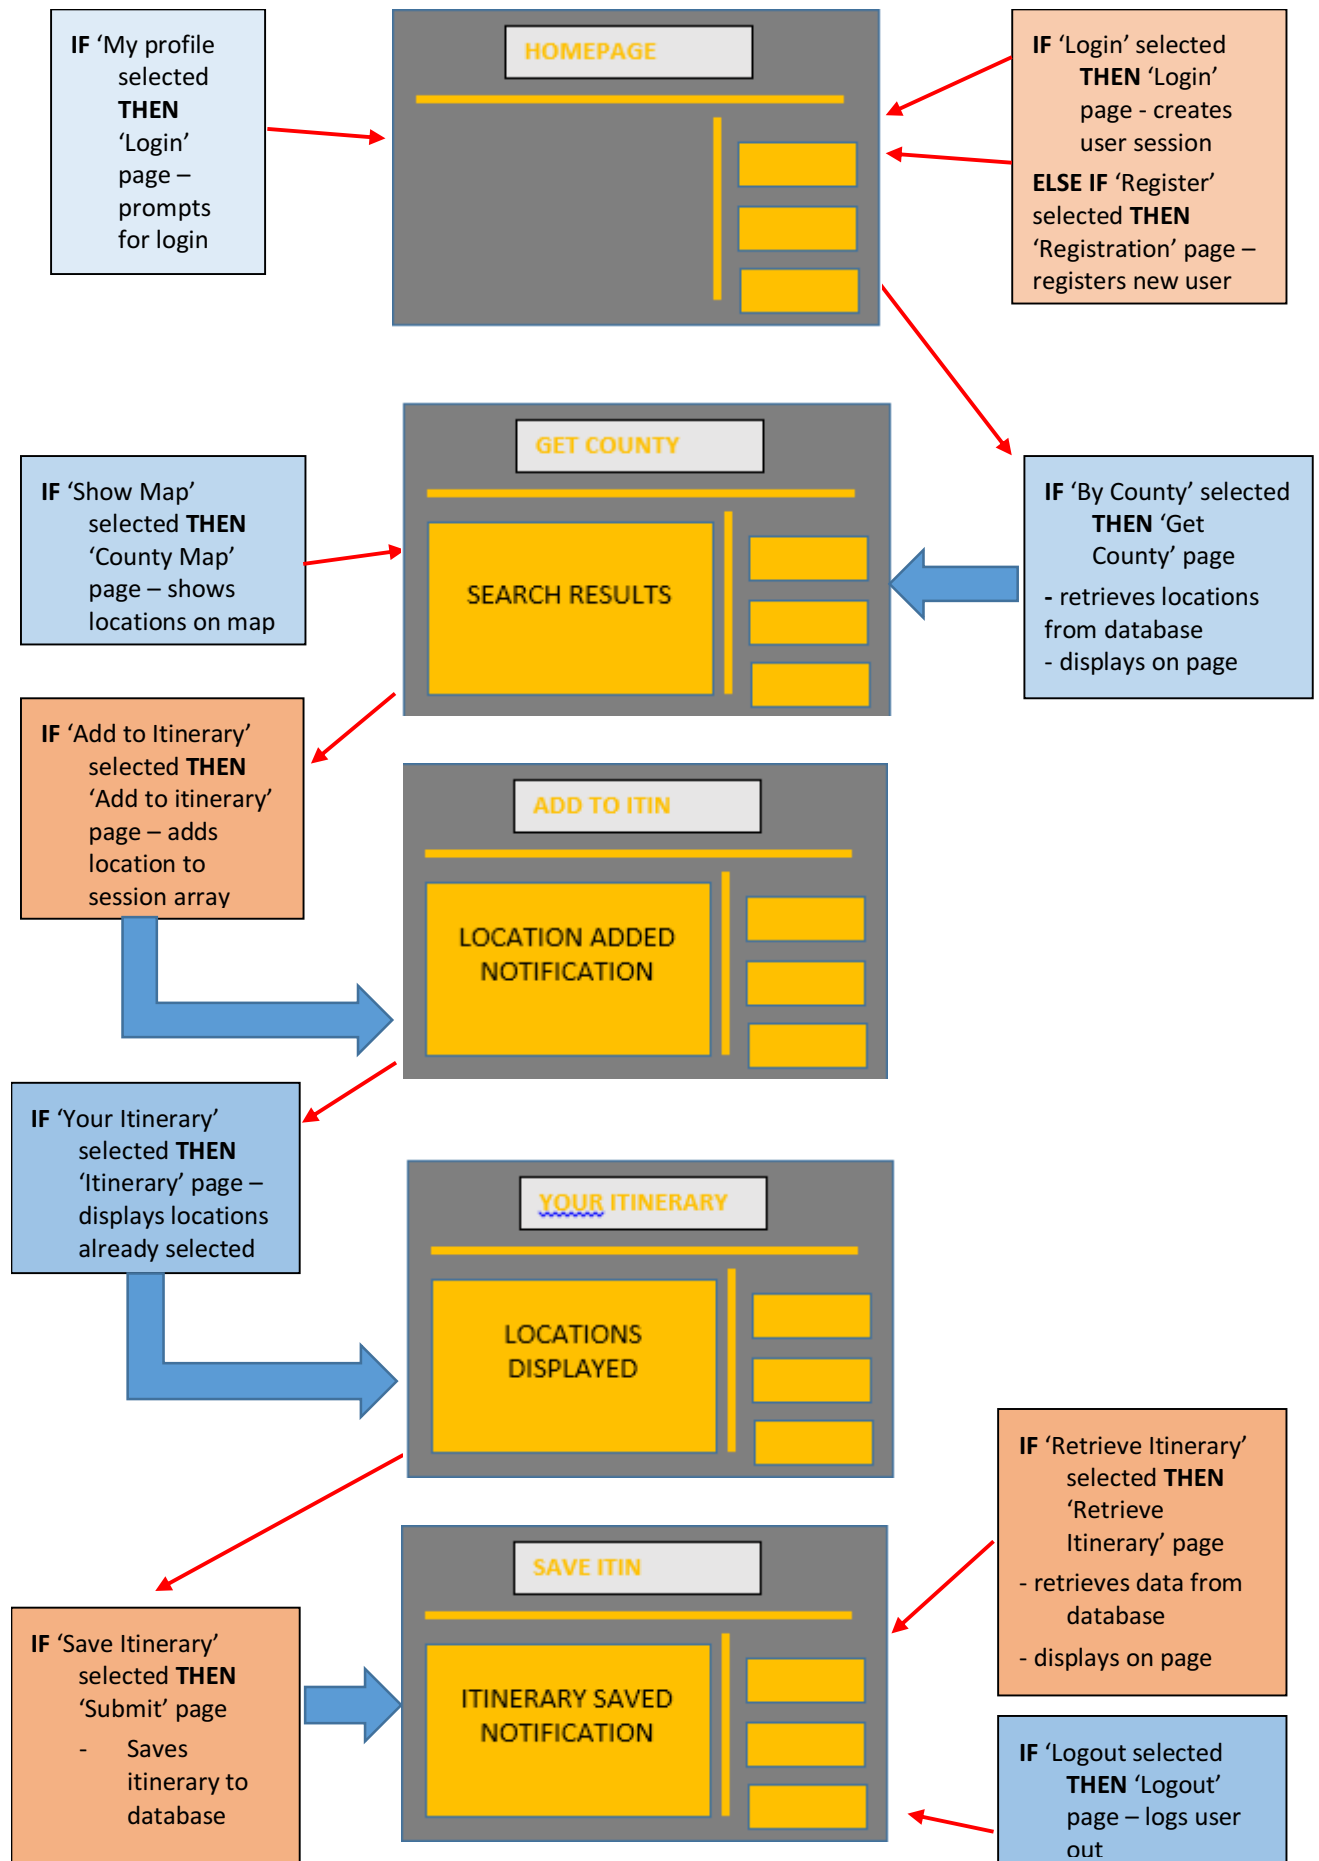 IF ‘My profile
selected
THEN
‘Login’
page –
prompts
for login
HOMEPAGE
IF ‘Login’ selected
THEN ‘Login’
page - creates
user session
ELSE IF ‘Register’
selected THEN
‘Registration’ page –
registers new user
GET COUNTY
SEARCH RESULTS
IF ‘Show Map’
selected THEN
‘County Map’
page – shows
locations on map
IF ‘By County’ selected
THEN ‘Get
County’ page
- retrieves locations
from database
- displays on page
IF ‘Add to Itinerary’
selected THEN
‘Add to itinerary’
page – adds
location to
session array
ADD TO ITIN
LOCATION ADDED
NOTIFICATION
IF ‘Your Itinerary’
selected THEN
‘Itinerary’ page –
displays locations
already selected
YOUR ITINERARY
LOCATIONS
DISPLAYED
IF ‘Retrieve Itinerary’
selected THEN
‘Retrieve
Itinerary’ page
- retrieves data from
database
- displays on page
SAVE ITIN
ITINERARY SAVED
NOTIFICATION
IF ‘Save Itinerary’
selected THEN
‘Submit’ page
- Saves
itinerary to
database
IF ‘Logout selected
THEN ‘Logout’
page – logs user
out